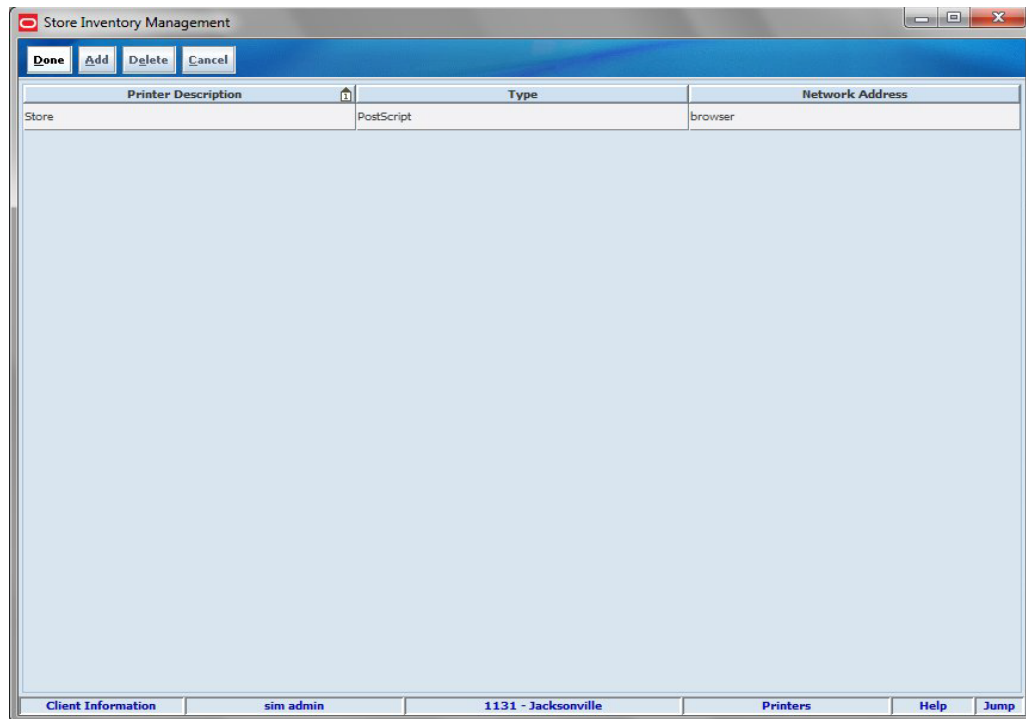 Store Inventory Management
Done Add Delete Cancel
Printer Description 1 Type Network Address
Store PostScript browser
Client Information sim admin 1131 - Jacksonville Printers Help Jump